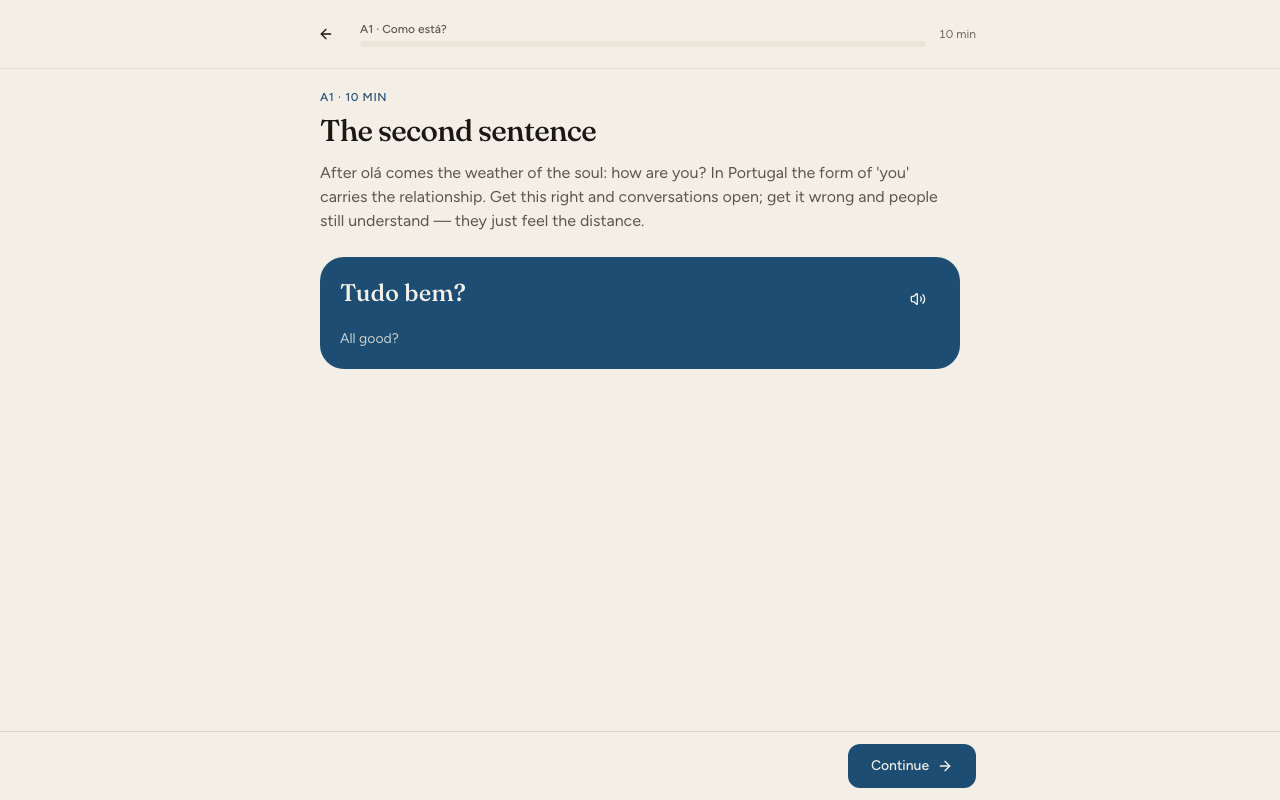 A1 · Como está?
10 min
A1 · 10 MIN
The second sentence
After olá comes the weather of the soul: how are you? In Portugal the form of 'you'
carries the relationship. Get this right and conversations open; get it wrong and people
still understand — they just feel the distance.
Tudo bem?
All good?
Continue